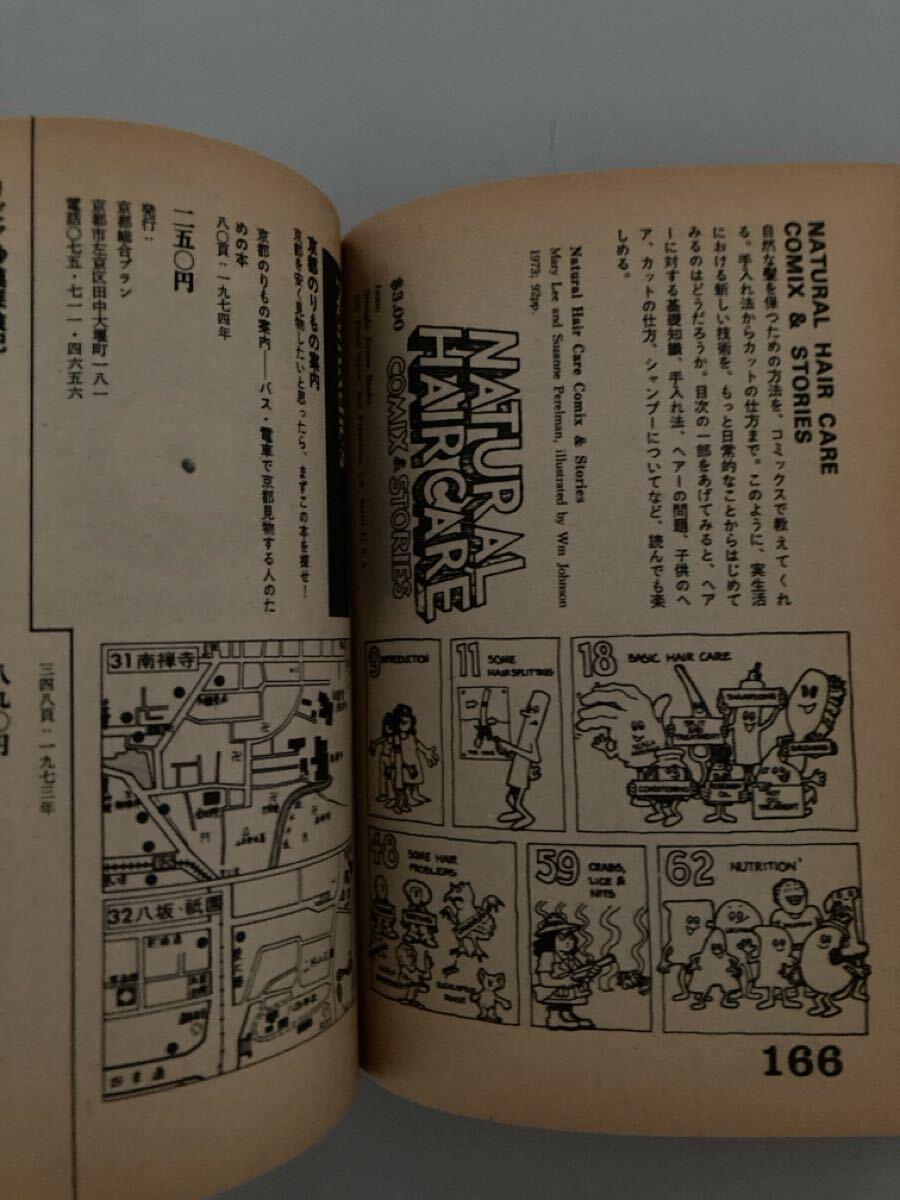 NATURAL HAIR CARE
COMIX & STORIES
自然な髪を保つための方法を、コミックスで教えてくれ
る。手入れ法からカットの仕方まで。このように、実生活
における新しい技術を、もっと日常的なことからはじめて
みるのはどうだろうか。目次の一部をあげてみると、ヘア
ーに対する基礎知識、手入れ法、ヘアーの問題、子供のヘ
ア、カットの仕方、シャンプーについてなど、読んでも楽
しめる。
Natural Hair Care Comix & Stories
Mary Lee and Suzanne Perelman, illustrated by Win Johnson
1973; 92pp.
$3.00
NATURAL
HAIRCARE
COMIX & STORIES
9 INTRODUCTION
11 SOME
HAIRSPLITTING
18 BASIC HAIR CARE
SHAMPOOING
CONDITIONING
48 SOME HAIR
PROBLEMS
59 CRABS,
LICE &
NITS
62 NUTRITION
166
京都のりもの案内
京都を安く見物したいと思ったら、まずこの本を探せ!
京都のりもの案内——バス・電車で京都見物する人のた
めの本
八〇頁:一九七四年
二五〇円
発行:
京都総合プラン
京都市左京区田中大堰町一八一
電話〇七五・七一一・四六五六
31 南禅寺
32 八坂・祇園
三四八頁:一九七三年